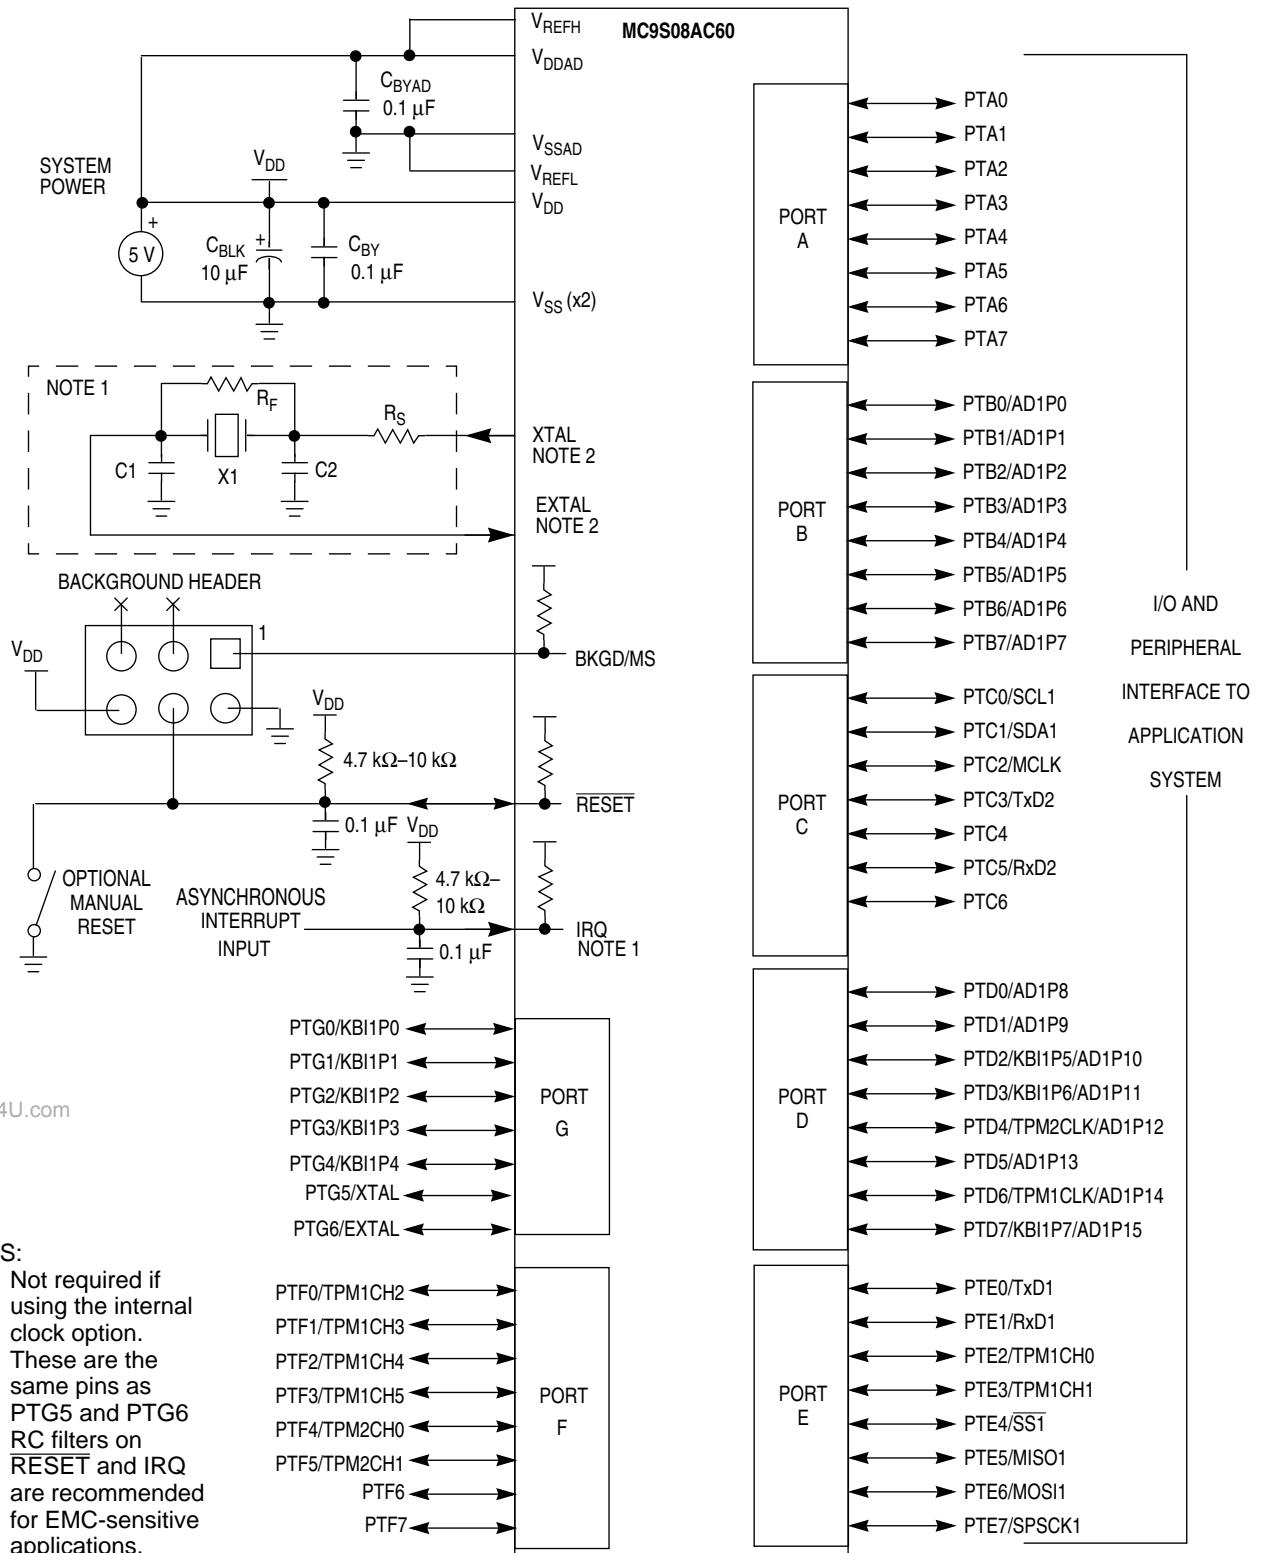 MC9S08AC60
VREFH
VDDAD
CBYAD
0.1 µF
VSSAD
VREFL
VDD
SYSTEM
POWER
VDD
+
5 V
CBLK
+
10 µF
CBY
0.1 µF
VSS (x2)
NOTE 1
RF
RS
C1
X1
C2
XTAL
NOTE 2
EXTAL
NOTE 2
BACKGROUND HEADER
1
VDD
BKGD/MS
VDD
4.7 kΩ–10 kΩ
RESET
0.1 µF
VDD
OPTIONAL
MANUAL
RESET
4.7 kΩ–
10 kΩ
ASYNCHRONOUS
INTERRUPT
INPUT
IRQ
NOTE 1
0.1 µF
PTG0/KBI1P0
PTG1/KBI1P1
PTG2/KBI1P2
PTG3/KBI1P3
PTG4/KBI1P4
PTG5/XTAL
PTG6/EXTAL
PORT
G
4U.com
PTF0/TPM1CH2
PTF1/TPM1CH3
PTF2/TPM1CH4
PTF3/TPM1CH5
PTF4/TPM2CH0
PTF5/TPM2CH1
PTF6
PTF7
PORT
F
S:
Not required if
using the internal
clock option.
These are the
same pins as
PTG5 and PTG6
RC filters on
RESET and IRQ
are recommended
for EMC-sensitive
applications.
PORT
A
PTA0
PTA1
PTA2
PTA3
PTA4
PTA5
PTA6
PTA7
PORT
B
PTB0/AD1P0
PTB1/AD1P1
PTB2/AD1P2
PTB3/AD1P3
PTB4/AD1P4
PTB5/AD1P5
PTB6/AD1P6
PTB7/AD1P7
PORT
C
PTC0/SCL1
PTC1/SDA1
PTC2/MCLK
PTC3/TxD2
PTC4
PTC5/RxD2
PTC6
PORT
D
PTD0/AD1P8
PTD1/AD1P9
PTD2/KBI1P5/AD1P10
PTD3/KBI1P6/AD1P11
PTD4/TPM2CLK/AD1P12
PTD5/AD1P13
PTD6/TPM1CLK/AD1P14
PTD7/KBI1P7/AD1P15
PORT
E
PTE0/TxD1
PTE1/RxD1
PTE2/TPM1CH0
PTE3/TPM1CH1
PTE4/SS1
PTE5/MISO1
PTE6/MOSI1
PTE7/SPSCK1
I/O AND
PERIPHERAL
INTERFACE TO
APPLICATION
SYSTEM